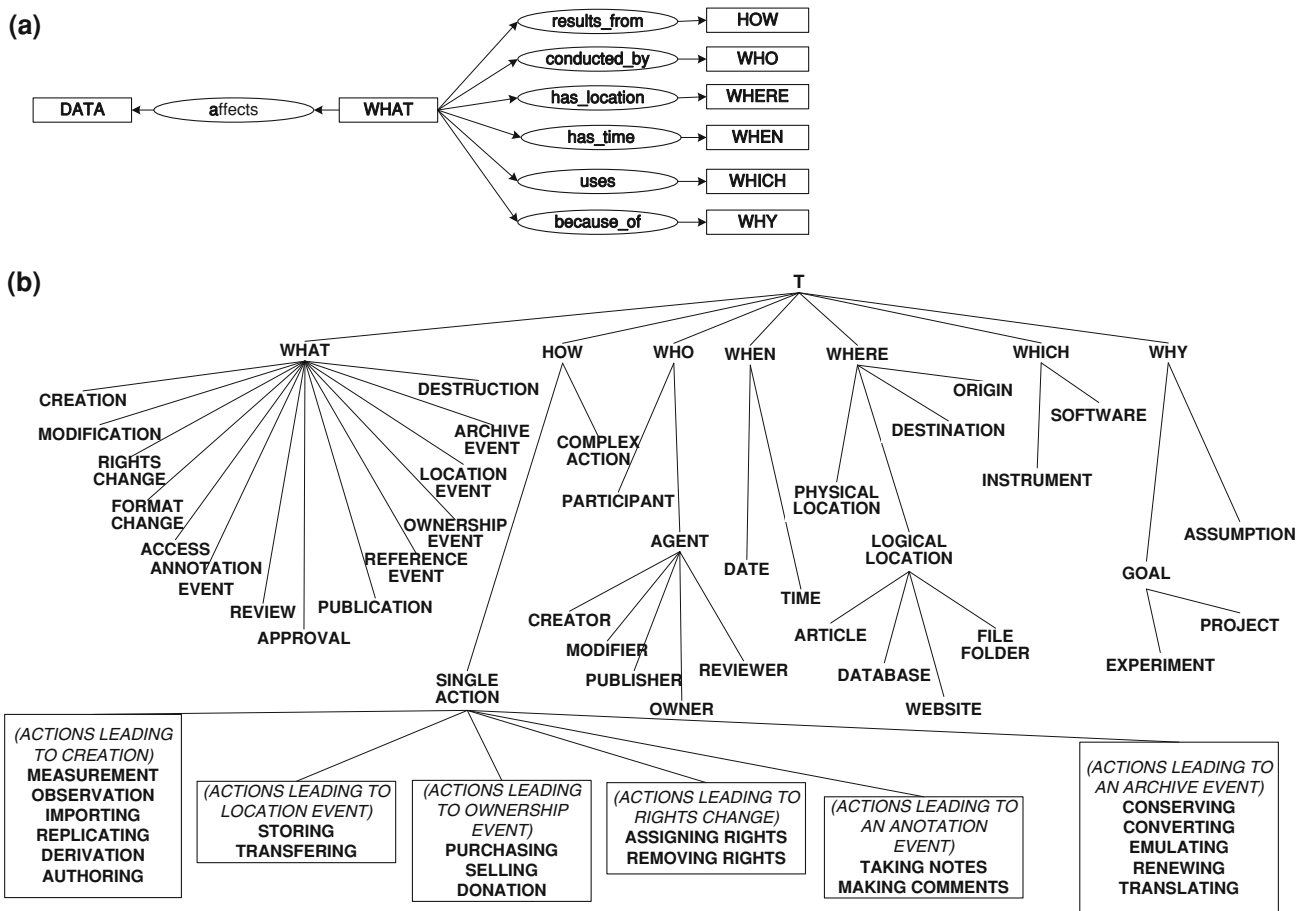 (a)
results_from
HOW
conducted_by
WHO
has_location
WHERE
DATA
affects
WHAT
has_time
WHEN
uses
WHICH
because_of
WHY
(b)
T
WHAT
HOW
WHO
WHEN
WHERE
WHICH
WHY
CREATION
MODIFICATION
RIGHTS
CHANGE
FORMAT
CHANGE
ACCESS
ANNOTATION
EVENT
REVIEW
APPROVAL
PUBLICATION
REFERENCE
EVENT
OWNERSHIP
EVENT
LOCATION
EVENT
ARCHIVE
EVENT
DESTRUCTION
COMPLEX
ACTION
SINGLE
ACTION
PARTICIPANT
AGENT
CREATOR
MODIFIER
PUBLISHER
OWNER
REVIEWER
DATE
TIME
PHYSICAL
LOCATION
LOGICAL
LOCATION
DESTINATION
ORIGIN
ARTICLE
DATABASE
WEBSITE
FILE
FOLDER
INSTRUMENT
SOFTWARE
GOAL
ASSUMPTION
EXPERIMENT
PROJECT
(ACTIONS LEADING
TO CREATION)
MEASUREMENT
OBSERVATION
IMPORTING
REPLICATING
DERIVATION
AUTHORING
(ACTIONS LEADING TO
LOCATION EVENT)
STORING
TRANSFERING
(ACTIONS LEADING
TO OWNERSHIP
EVENT)
PURCHASING
SELLING
DONATION
(ACTIONS LEADING TO
RIGHTS CHANGE)
ASSIGNING RIGHTS
REMOVING RIGHTS
(ACTIONS LEADING TO
AN ANOTATION
EVENT)
TAKING NOTES
MAKING COMMENTS
(ACTIONS LEADING TO
AN ARCHIVE EVENT)
CONSERVING
CONVERTING
EMULATING
RENEWING
TRANSLATING